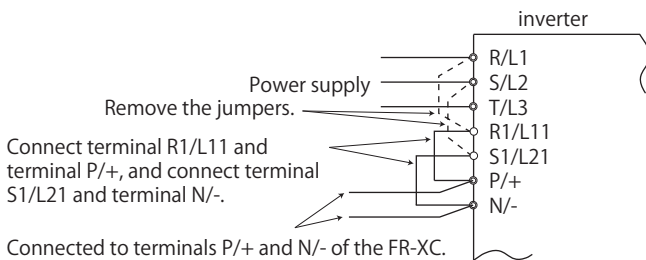 inverter
R/L1
Power supply
S/L2
Remove the jumpers.
T/L3
R1/L11
Connect terminal R1/L11 and
terminal P/+, and connect terminal
S1/L21 and terminal N/-.
S1/L21
P/+
N/-
Connected to terminals P/+ and N/- of the FR-XC.